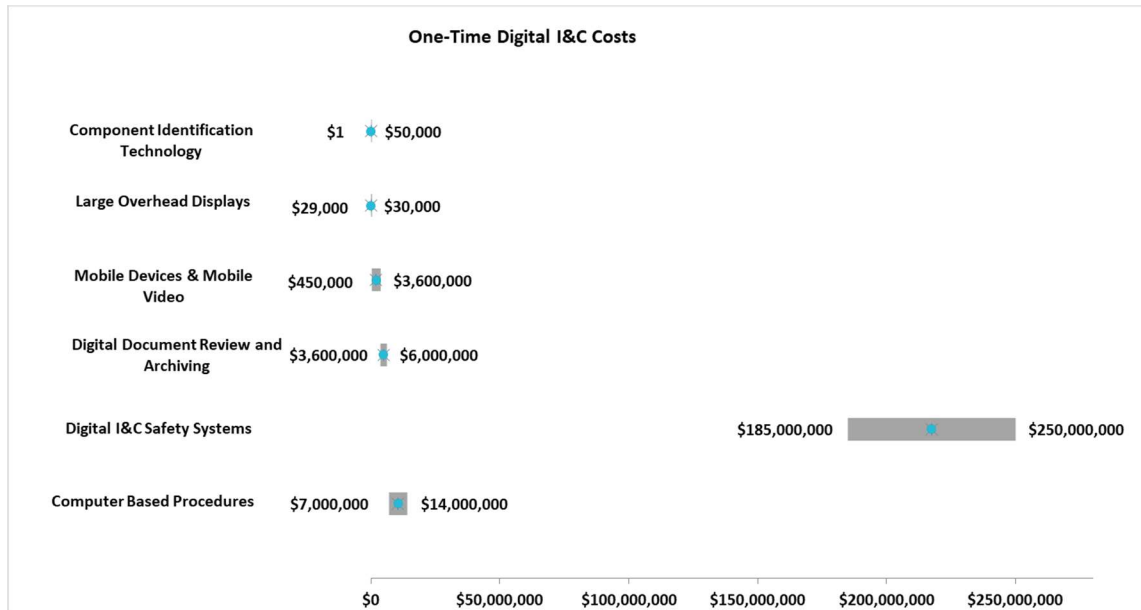 One-Time Digital I&C Costs
Component Identification
Technology
$1
$50,000
Large Overhead Displays
$29,000
$30,000
Mobile Devices & Mobile
Video
$450,000
$3,600,000
Digital Document Review and
Archiving
$3,600,000
$6,000,000
Digital I&C Safety Systems
$185,000,000
$250,000,000
Computer Based Procedures
$7,000,000
$14,000,000
$0
$50,000,000
$100,000,000
$150,000,000
$200,000,000
$250,000,000